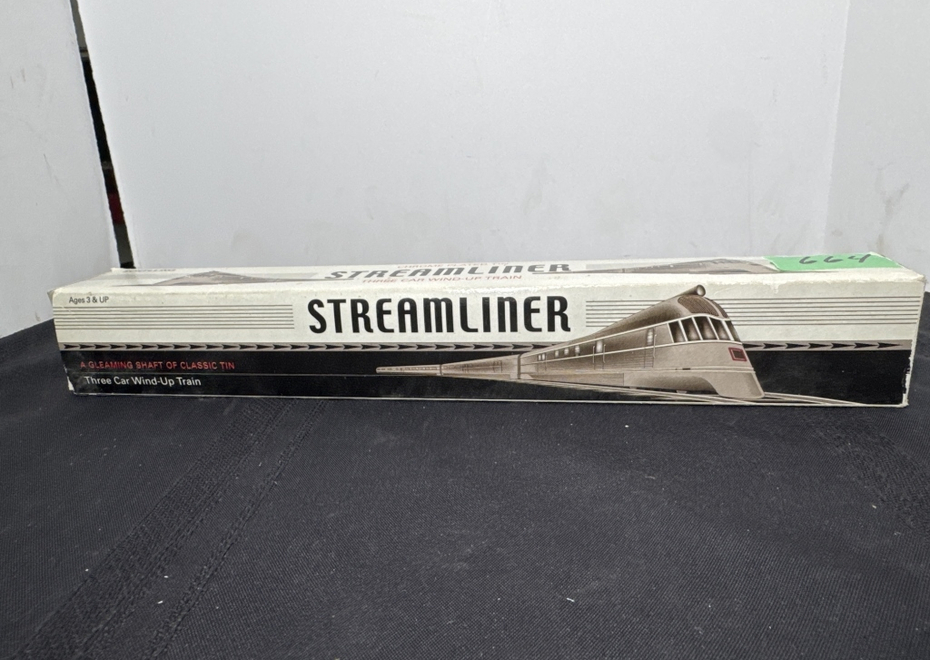 664
STREAMLINER
THREE CAR WIND-UP TRAIN
Ages 3 & UP
STREAMLINER
A GLEAMING SHAFT OF CLASSIC TIN
Three Car Wind-Up Train